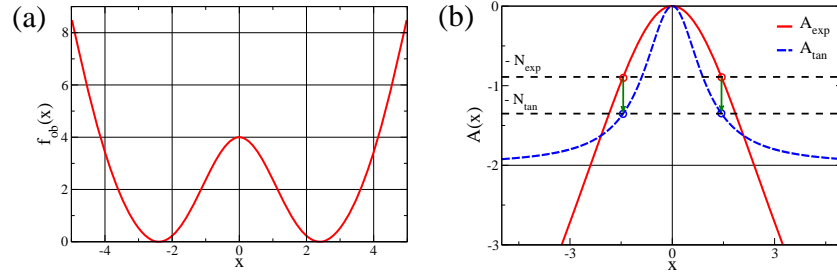 (a)
8
6
4
2
0
f_ob(x)
-4 -2 0 2 4
x
(b)
0
-1
-2
-3
A(x)
- N_exp
- N_tan
A_exp
A_tan
-3 0 3
x